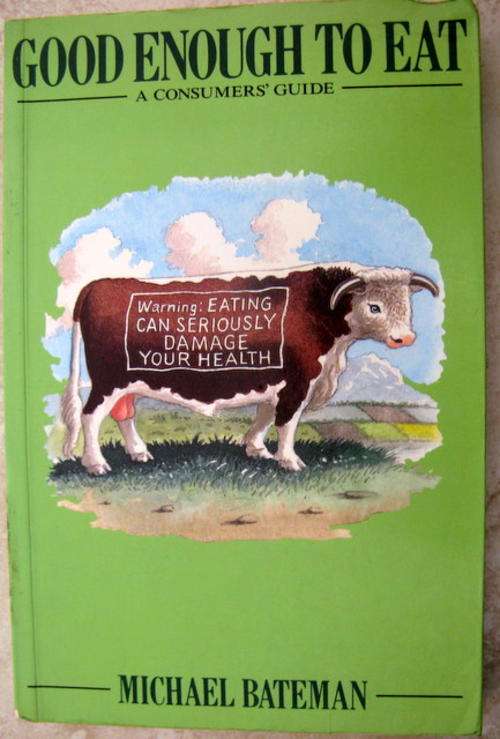 GOOD ENOUGH TO EAT
A CONSUMERS' GUIDE
Warning: EATING
CAN SERIOUSLY
DAMAGE
YOUR HEALTH
MICHAEL BATEMAN